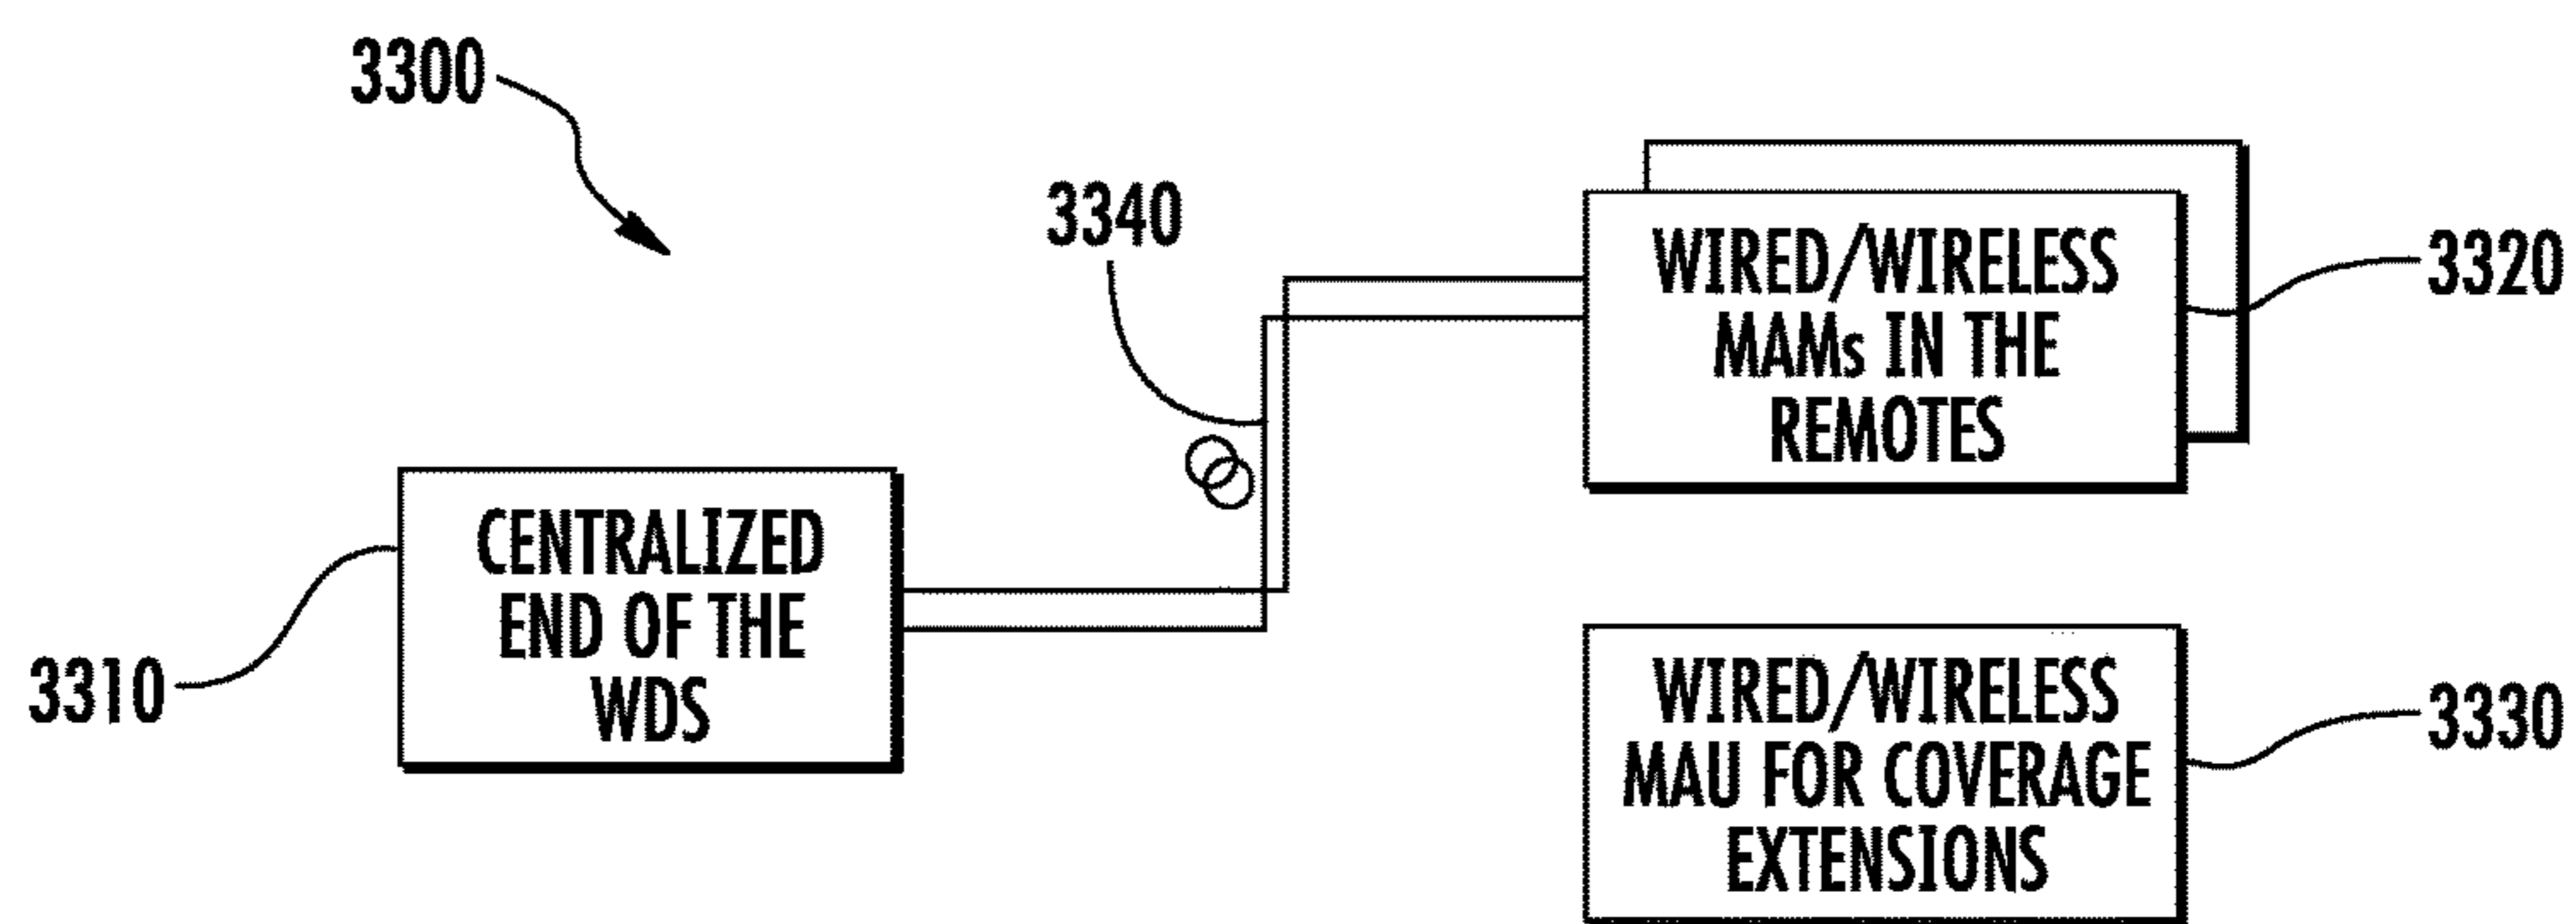 3300
3340
WIRED/WIRELESS
MAMs IN THE
REMOTES
3320
CENTRALIZED
END OF THE
WDS
3310
WIRED/WIRELESS
MAU FOR COVERAGE
EXTENSIONS
3330